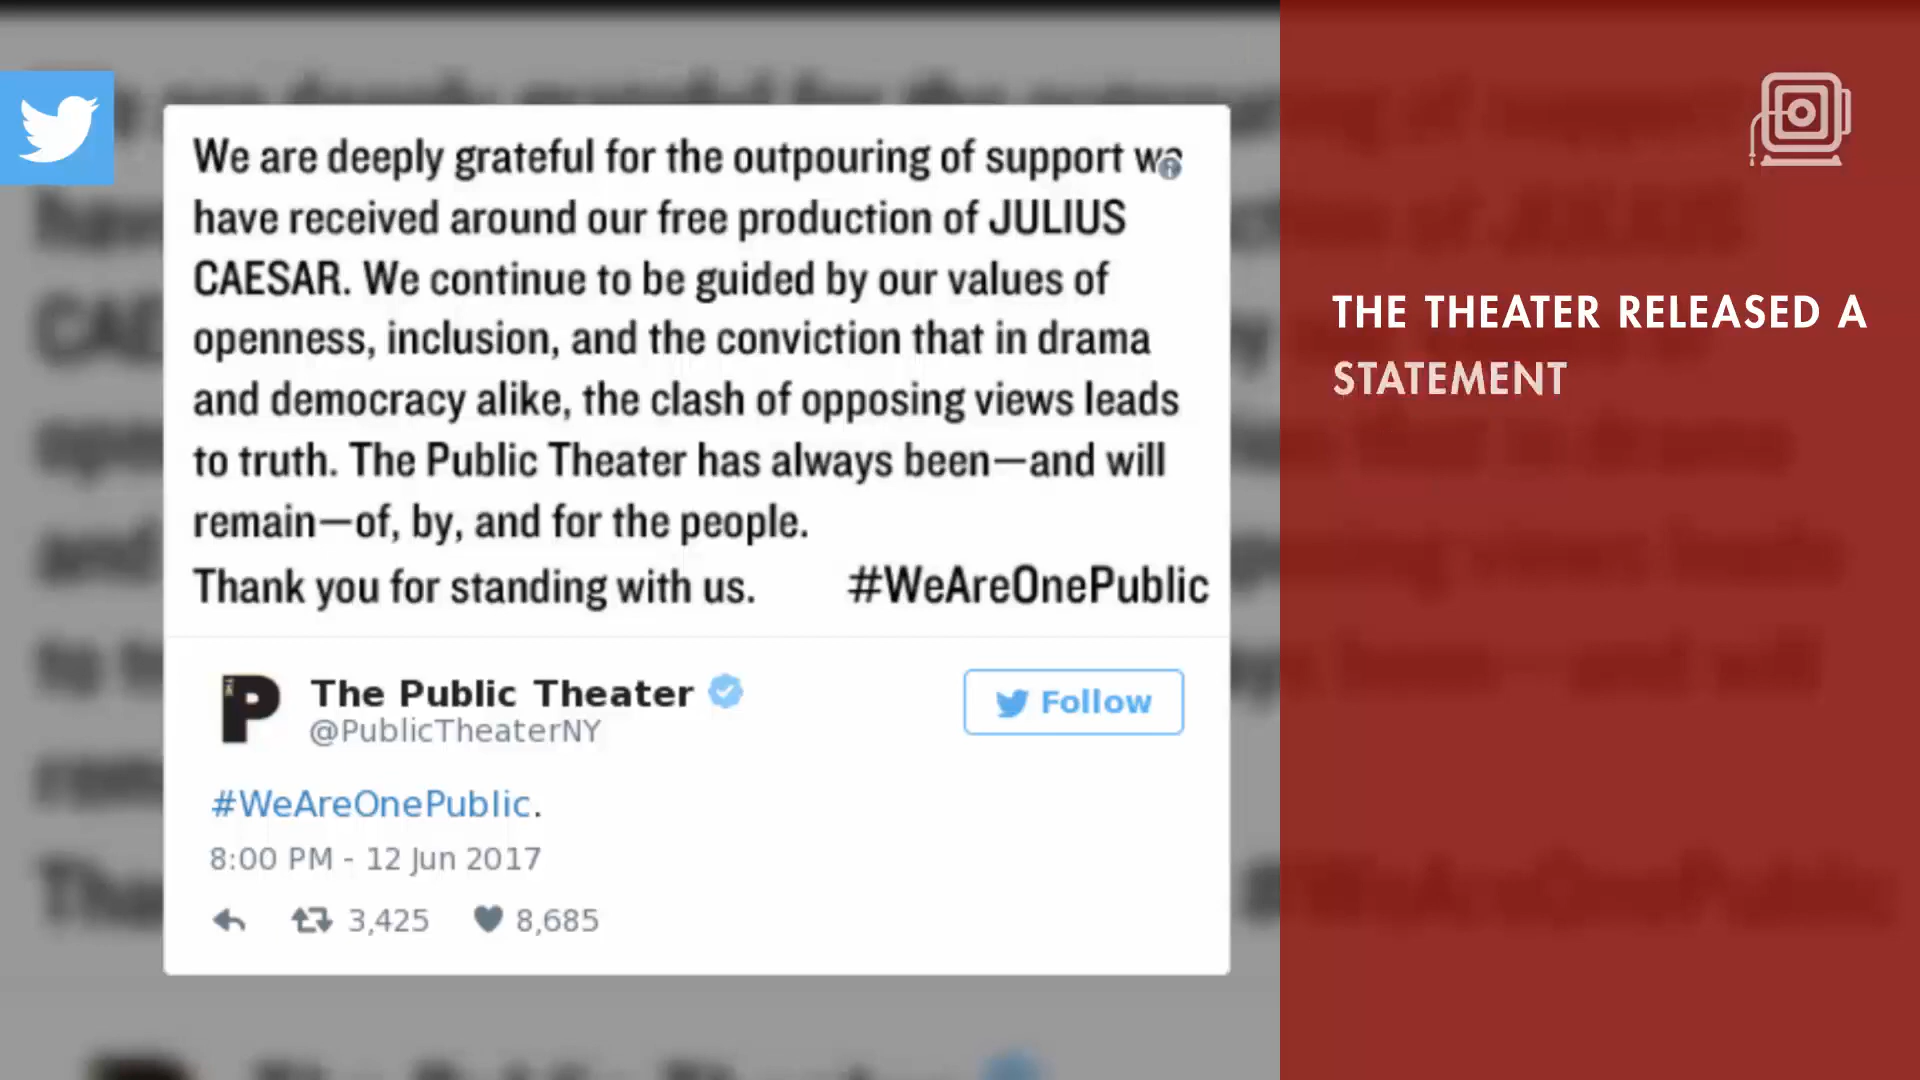 We are deeply grateful for the outpouring of support we
have received around our free production of JULIUS
CAESAR. We continue to be guided by our values of
openness, inclusion, and the conviction that in drama
and democracy alike, the clash of opposing views leads
to truth. The Public Theater has always been—and will
remain—of, by, and for the people.
Thank you for standing with us. #WeAreOnePublic
The Public Theater
@PublicTheaterNY
Follow
#WeAreOnePublic.
8:00 PM - 12 Jun 2017
3,425 8,685
THE THEATER RELEASED A
STATEMENT